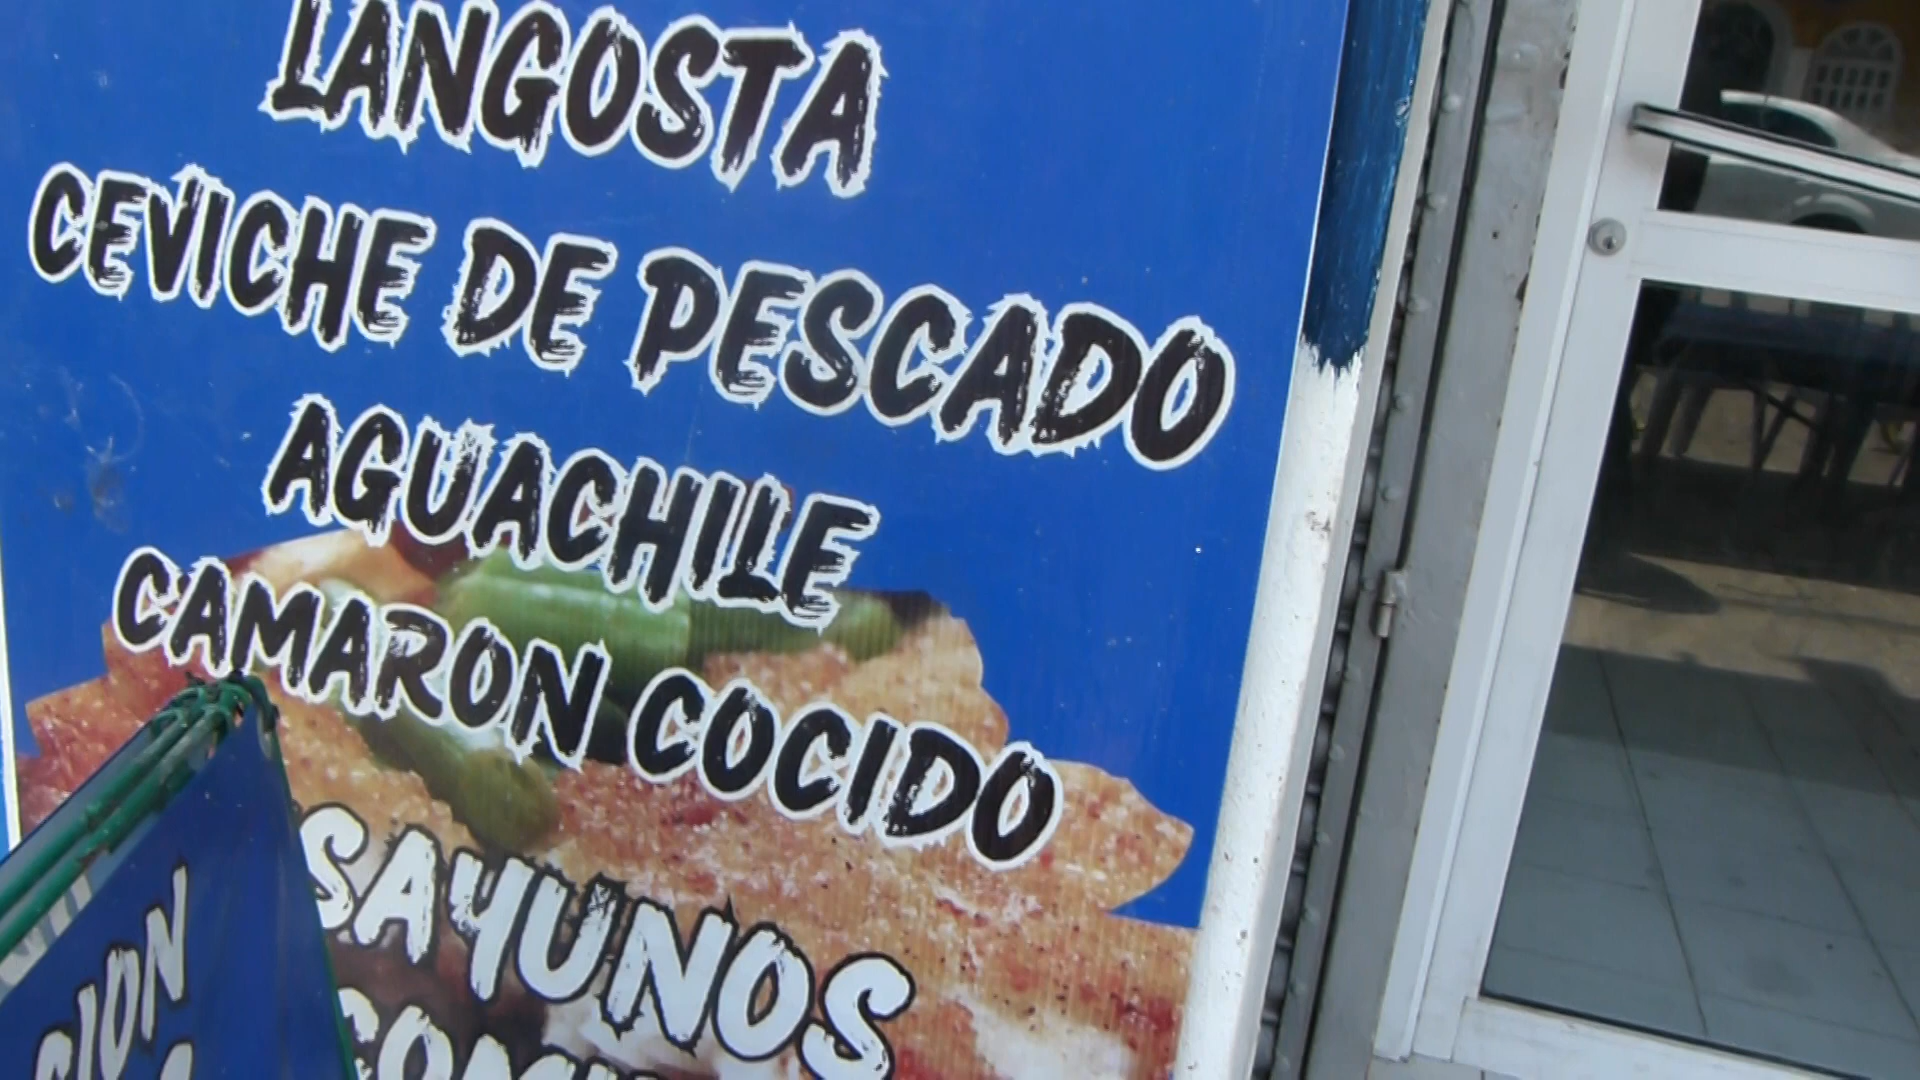 LANGOSTA
CEVICHE DE PESCADO
AGUACHILE
CAMARON COCIDO
SAYUNOS